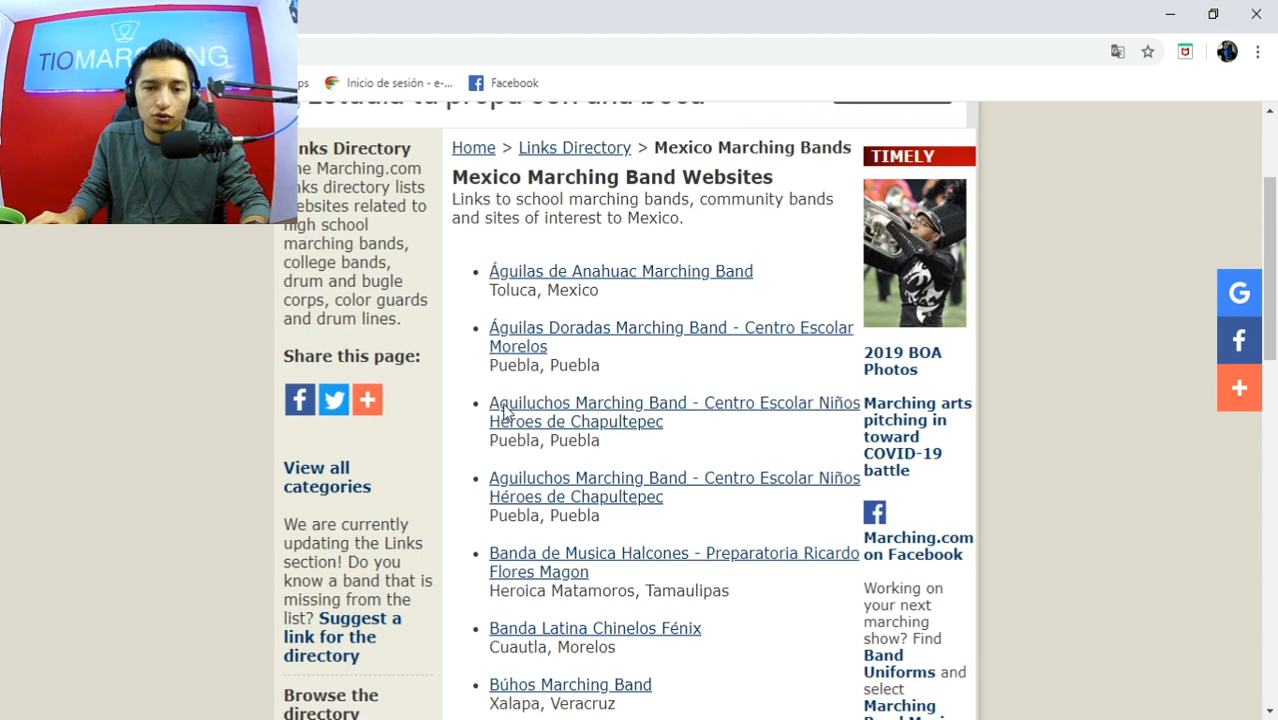 TIOMARCHING
ps
Inicio de sesión - e-...
Facebook
Links Directory
The Marching.com
links directory lists
websites related to
high school
marching bands,
college bands,
drum and bugle
corps, color guards
and drum lines.
Share this page:
View all
categories
We are currently
updating the Links
section! Do you
know a band that is
missing from the
list? Suggest a
link for the
directory
Browse the
directory
Home > Links Directory > Mexico Marching Bands
Mexico Marching Band Websites
Links to school marching bands, community bands
and sites of interest to Mexico.
• Águilas de Anahuac Marching Band
Toluca, Mexico
• Águilas Doradas Marching Band - Centro Escolar
Morelos
Puebla, Puebla
• Aguiluchos Marching Band - Centro Escolar Niños
Héroes de Chapultepec
Puebla, Puebla
• Aguiluchos Marching Band - Centro Escolar Niños
Héroes de Chapultepec
Puebla, Puebla
• Banda de Musica Halcones - Preparatoria Ricardo
Flores Magon
Heroica Matamoros, Tamaulipas
• Banda Latina Chinelos Fénix
Cuautla, Morelos
• Búhos Marching Band
Xalapa, Veracruz
TIMELY
2019 BOA
Photos
Marching arts
pitching in
toward
COVID-19
battle
Marching.com
on Facebook
Working on
your next
marching
show? Find
Band
Uniforms and
select
Marching